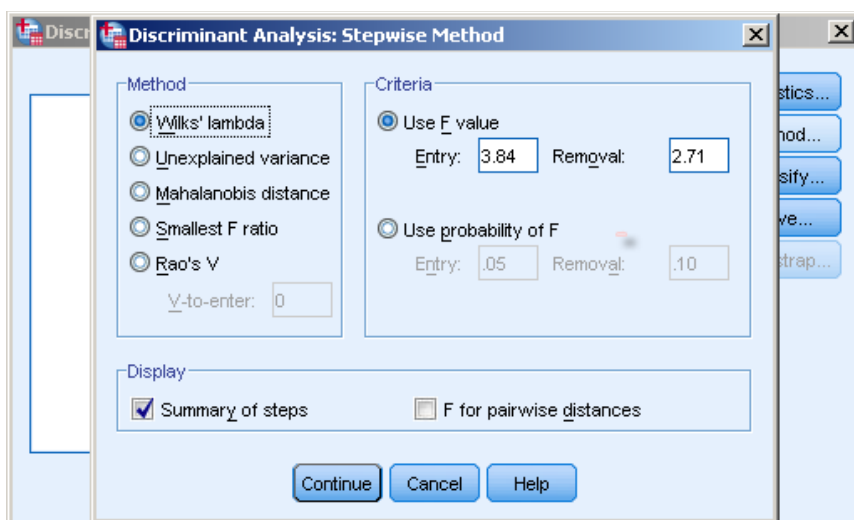 Discr
Discriminant Analysis: Stepwise Method
Method
Wilks' lambda
Unexplained variance
Mahalanobis distance
Smallest F ratio
Rao's V
V-to-enter: 0
Criteria
Use F value
Entry: 3.84 Removal: 2.71
Use probability of F
Entry: .05 Removal: .10
Display
Summary of steps
F for pairwise distances
Continue Cancel Help
stics...
nod...
sify...
ve...
strap...